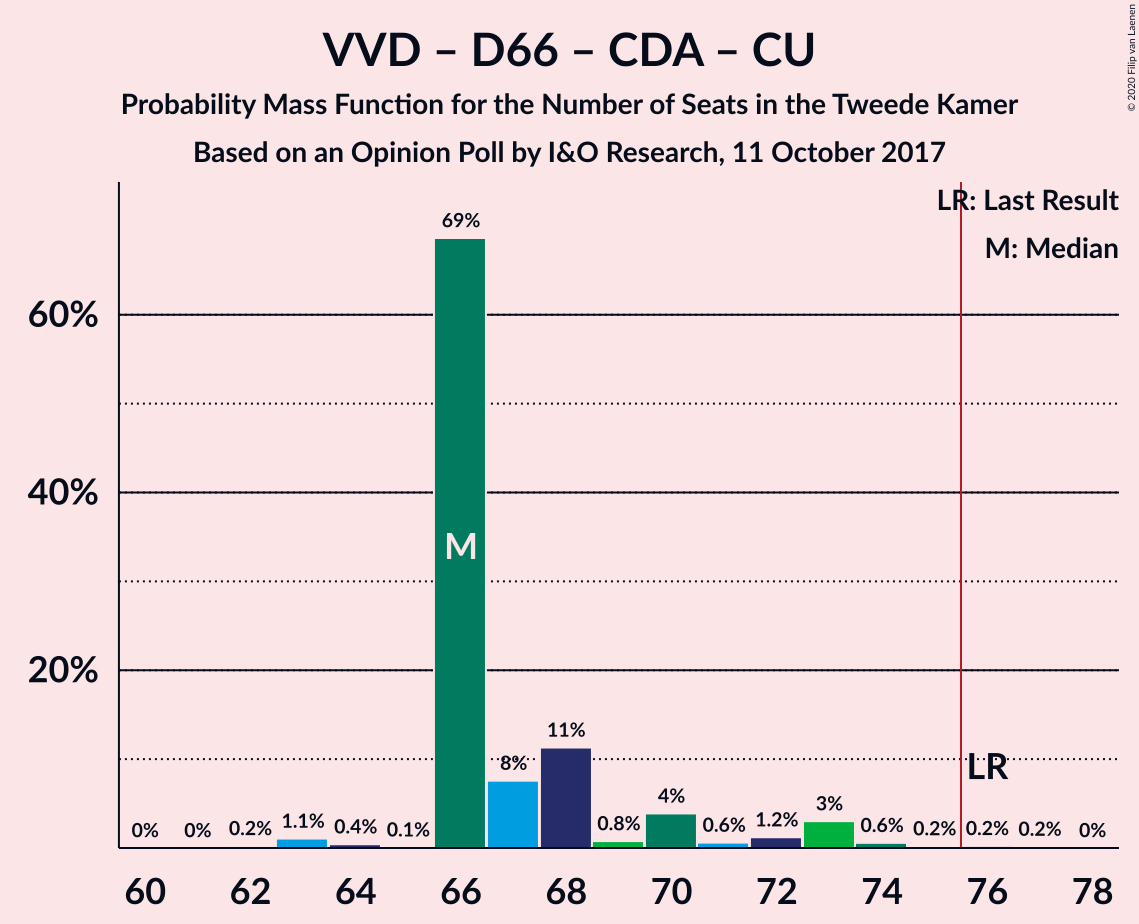 VVD – D66 – CDA – CU
Probability Mass Function for the Number of Seats in the Tweede Kamer
Based on an Opinion Poll by I&O Research, 11 October 2017
© 2020 Filip van Laenen
LR: Last Result
M: Median
60%
40%
20%
0% 0% 0.2% 1.1% 0.4% 0.1% 69% 8% 11% 0.8% 4% 0.6% 1.2% 3% 0.6% 0.2% 0.2% 0.2% 0%
M
LR
60 62 64 66 68 70 72 74 76 78